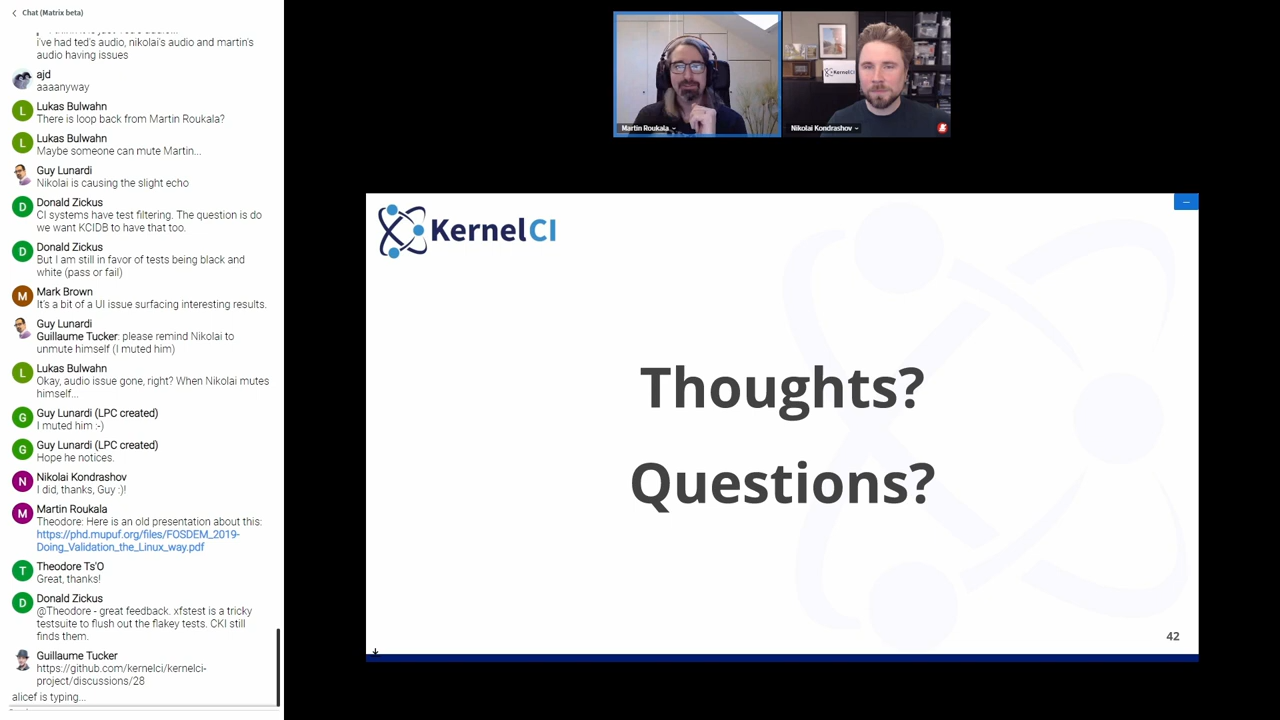 Chat (Matrix beta)
i've had ted's audio, nikolai's audio and martin's
audio having issues
ajd
aaaanyway
Lukas Bulwahn
There is loop back from Martin Roukala?
Lukas Bulwahn
Maybe someone can mute Martin...
Guy Lunardi
Nikolai is causing the slight echo
Donald Zickus
CI systems have test filtering. The question is do
we want KCIDB to have that too.
Donald Zickus
But I am still in favor of tests being black and
white (pass or fail)
Mark Brown
It's a bit of a UI issue surfacing interesting results.
Guy Lunardi
Guillaume Tucker: please remind Nikolai to
unmute himself (I muted him)
Lukas Bulwahn
Okay, audio issue gone, right? When Nikolai mutes
himself...
Guy Lunardi (LPC created)
I muted him :-)
Guy Lunardi (LPC created)
Hope he notices.
Nikolai Kondrashov
I did, thanks, Guy :)!
Martin Roukala
Theodore: Here is an old presentation about this:
https://phd.mupuf.org/files/FOSDEM_2019-
Doing_Validation_the_Linux_way.pdf
Theodore Ts'O
Great, thanks!
Donald Zickus
@Theodore - great feedback. xfstest is a tricky
testsuite to flush out the flakey tests. CKI still
finds them.
Guillaume Tucker
https://github.com/kernelci/kernelci-
project/discussions/28
alicef is typing...
L
L
D
D
M
L
G
G
N
M
T
D
Martin Roukala
Nikolai Kondrashov
KernelCI
KernelCI
Thoughts?
Questions?
42